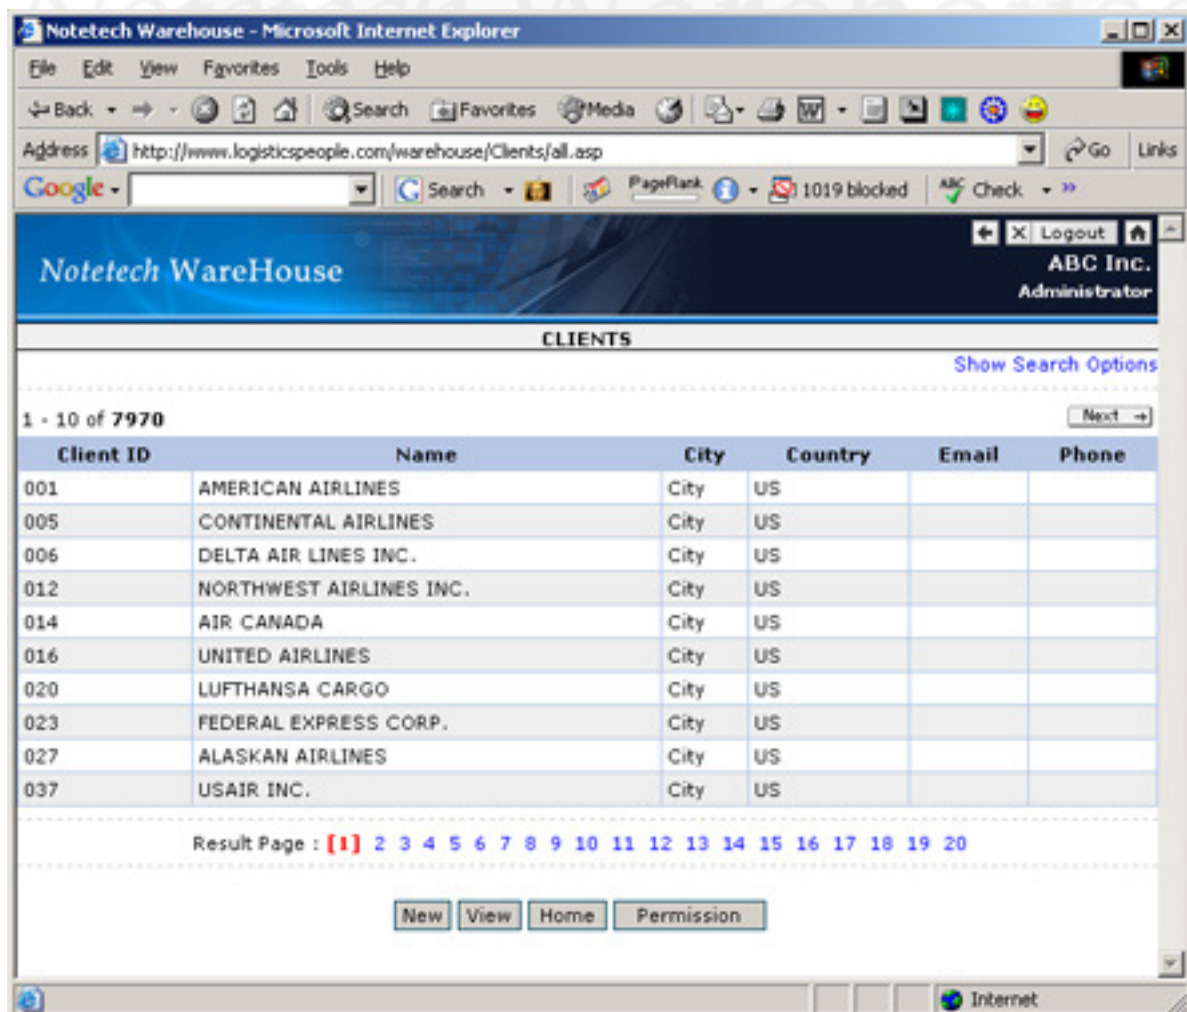 Notetech Warehouse - Microsoft Internet Explorer
File Edit View Favorites Tools Help
Back Search Favorites Media W
Address http://www.logisticspeople.com/warehouse/Clients/all.asp Go Links
Google G Search PageRank 1019 blocked ABC Check »
Logout
Notetech WareHouse
ABC Inc.
Administrator
CLIENTS
Show Search Options
1 - 10 of 7970 Next →
Client ID Name City Country Email Phone
001 AMERICAN AIRLINES City US
005 CONTINENTAL AIRLINES City US
006 DELTA AIR LINES INC. City US
012 NORTHWEST AIRLINES INC. City US
014 AIR CANADA City US
016 UNITED AIRLINES City US
020 LUFTHANSA CARGO City US
023 FEDERAL EXPRESS CORP. City US
027 ALASKAN AIRLINES City US
037 USAIR INC. City US
Result Page : [1] 2 3 4 5 6 7 8 9 10 11 12 13 14 15 16 17 18 19 20
New View Home Permission
Internet